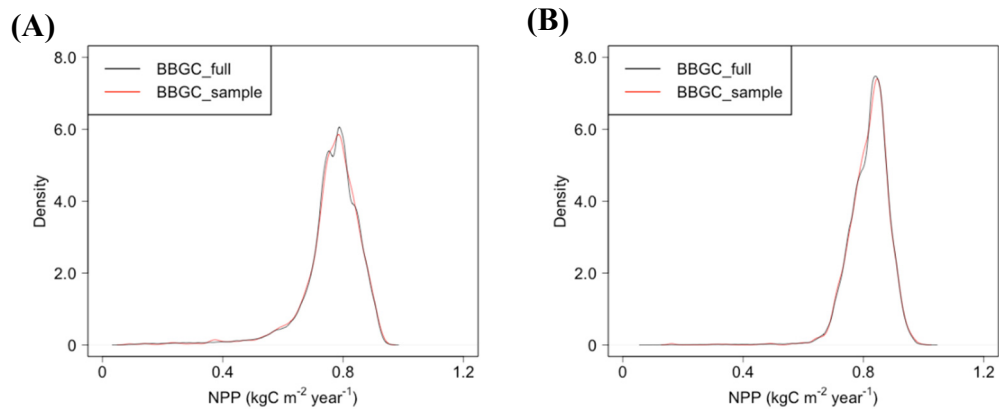 (A)
8.0
BBGC_full
BBGC_sample
6.0
4.0
2.0
0
Density
0 0.4 0.8 1.2
NPP (kgC m⁻² year⁻¹)
(B)
8.0
BBGC_full
BBGC_sample
6.0
4.0
2.0
0
Density
0 0.4 0.8 1.2
NPP (kgC m⁻² year⁻¹)